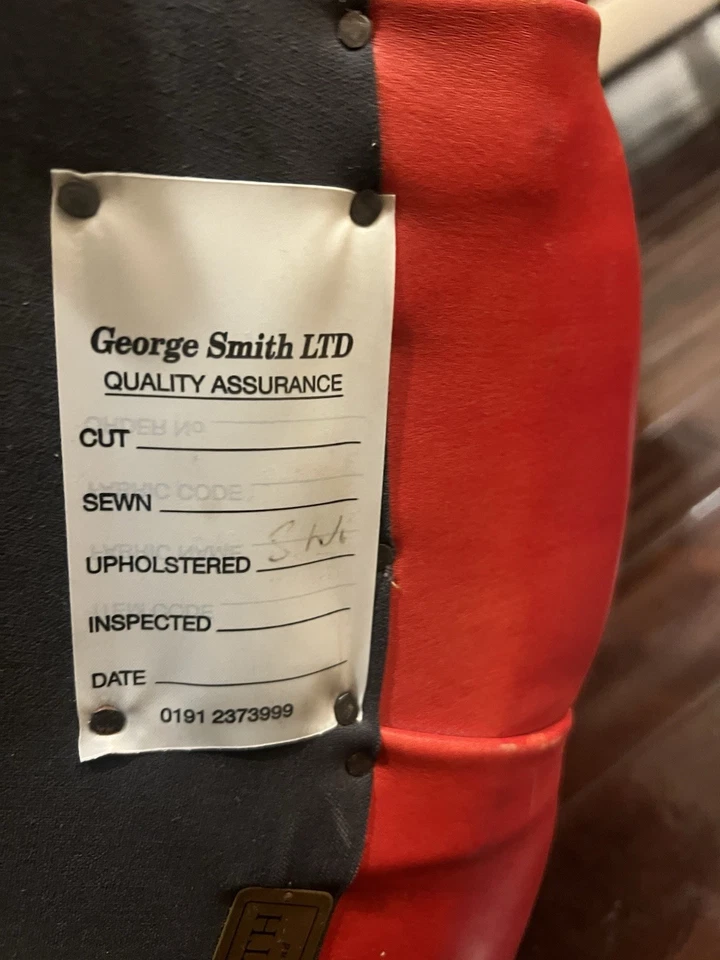 George Smith LTD
QUALITY ASSURANCE
CUT
SEWN
UPHOLSTERED
INSPECTED
DATE
0191 2373999